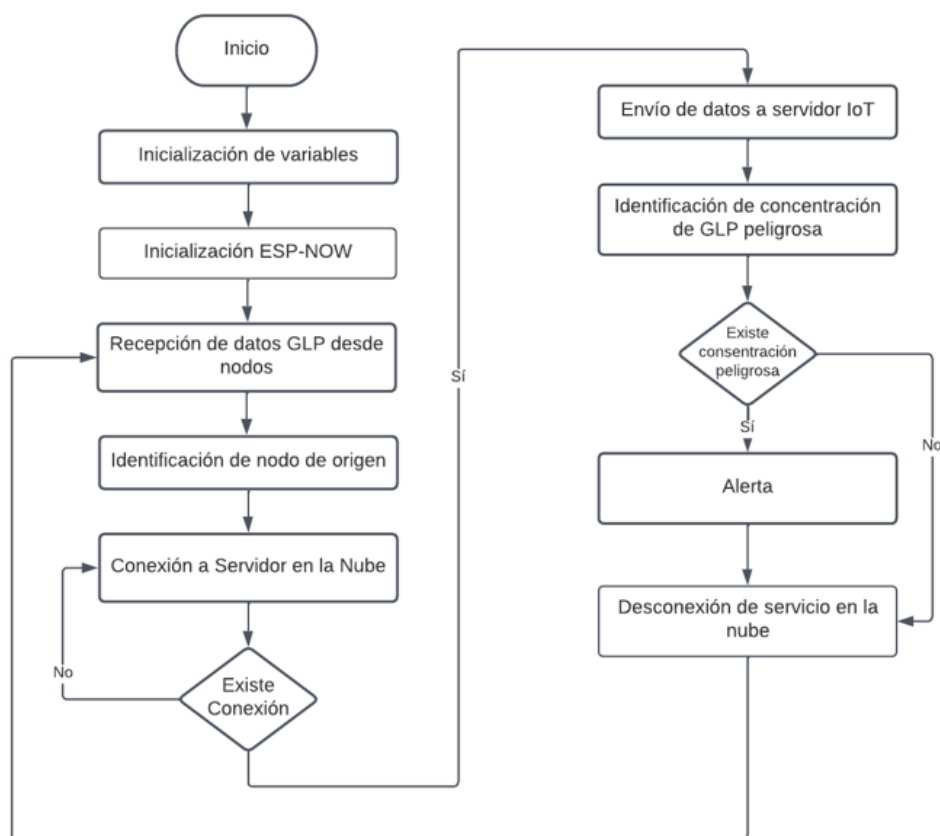 Inicio
Inicialización de variables
Inicialización ESP-NOW
Recepción de datos GLP desde
nodos
Identificación de nodo de origen
Conexión a Servidor en la Nube
No
Existe
Conexión
Sí
Envío de datos a servidor IoT
Identificación de concentración
de GLP peligrosa
Existe
consentración
peligrosa
Sí
No
Alerta
Desconexión de servicio en la
nube